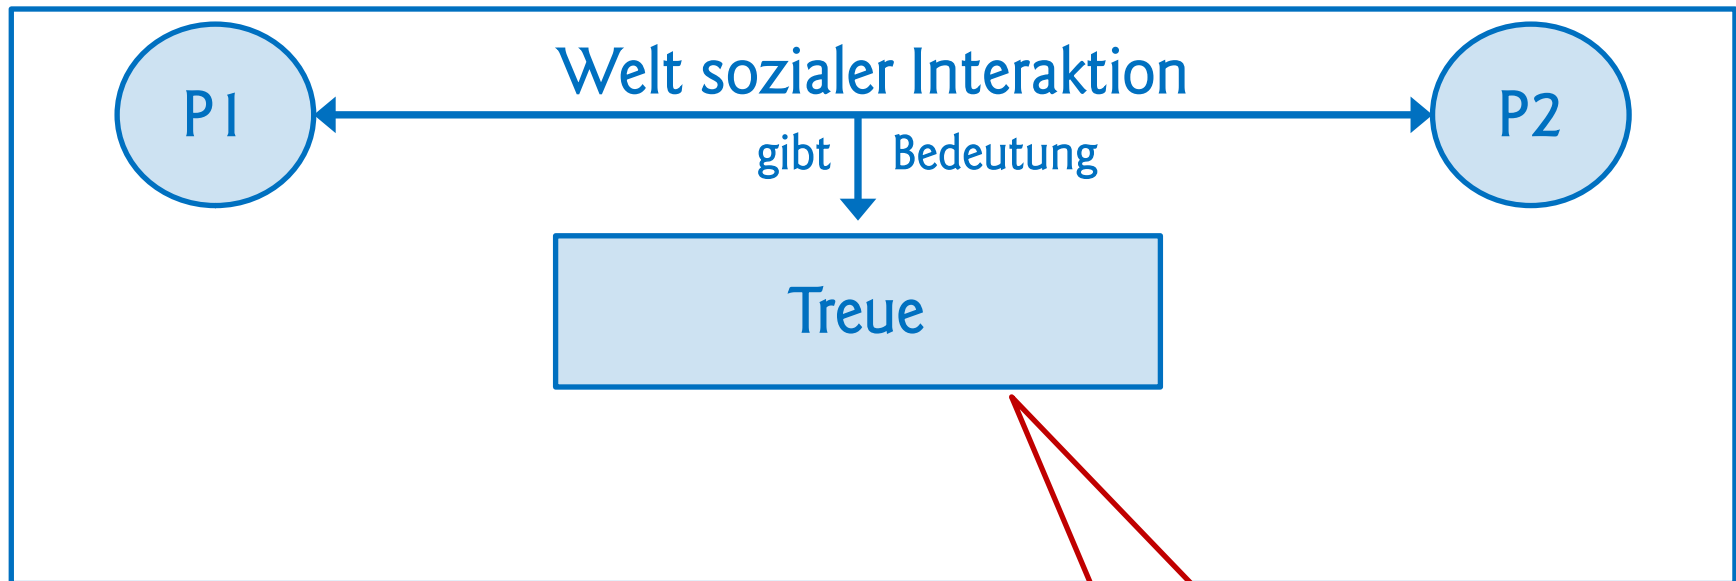 Welt sozialer Interaktion
P1
P2
gibt Bedeutung
Treue